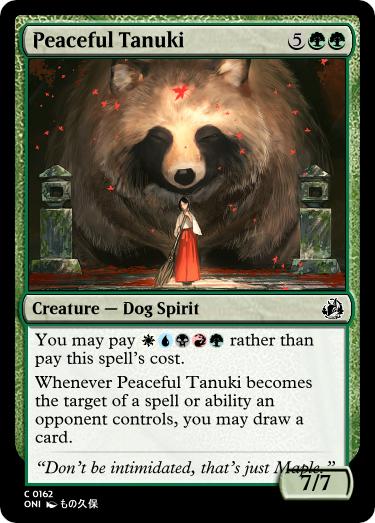 Peaceful Tanuki 5
Creature — Dog Spirit
You may pay rather than
pay this spell's cost.
Whenever Peaceful Tanuki becomes
the target of a spell or ability an
opponent controls, you may draw a
card.
"Don't be intimidated, that's just Maple."
7/7
C 0162
ONI もの久保